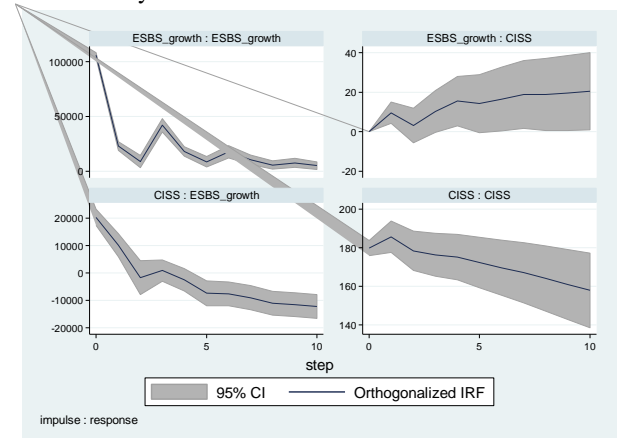 ESBS_growth : ESBS_growth
ESBS_growth : CISS
100000
50000
0
40
20
0
-20
CISS : ESBS_growth
CISS : CISS
20000
10000
0
-10000
-20000
200
180
160
140
0
5
10
0
5
10
step
95% CI
Orthogonalized IRF
impulse : response